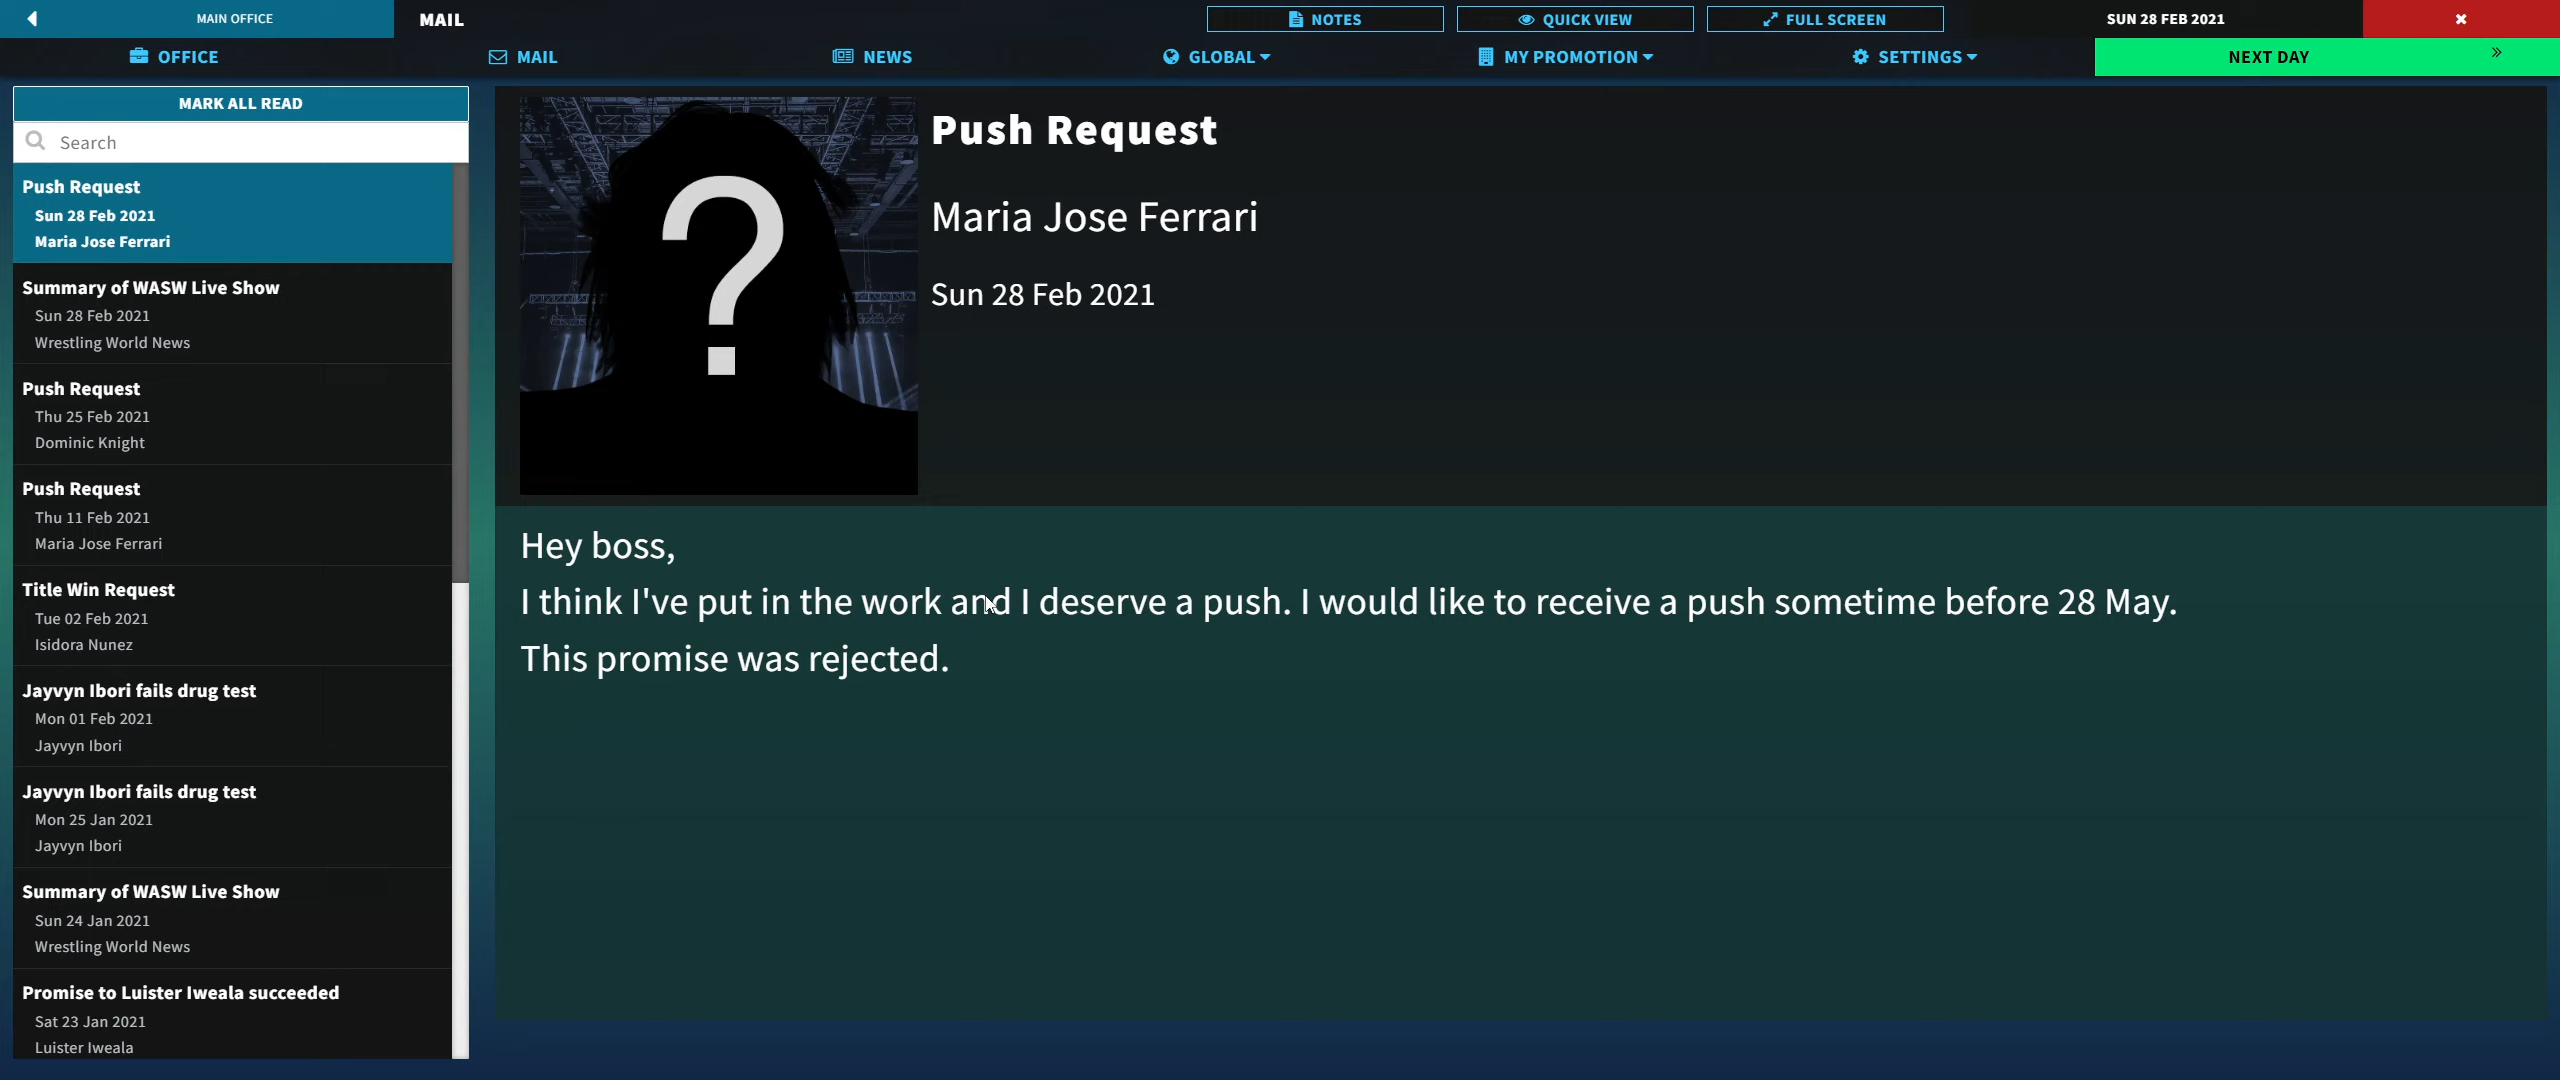 MAIN OFFICE
MAIL
NOTES
QUICK VIEW
FULL SCREEN
SUN 28 FEB 2021
OFFICE
MAIL
NEWS
GLOBAL
MY PROMOTION
SETTINGS
NEXT DAY
MARK ALL READ
Search
Push Request
Sun 28 Feb 2021
Maria Jose Ferrari
Summary of WASW Live Show
Sun 28 Feb 2021
Wrestling World News
Push Request
Thu 25 Feb 2021
Dominic Knight
Push Request
Thu 11 Feb 2021
Maria Jose Ferrari
Title Win Request
Tue 02 Feb 2021
Isidora Nunez
Jayvyn Ibori fails drug test
Mon 01 Feb 2021
Jayvyn Ibori
Jayvyn Ibori fails drug test
Mon 25 Jan 2021
Jayvyn Ibori
Summary of WASW Live Show
Sun 24 Jan 2021
Wrestling World News
Promise to Luister Iweala succeeded
Sat 23 Jan 2021
Luister Iweala
?
Push Request
Maria Jose Ferrari
Sun 28 Feb 2021
Hey boss,
I think I've put in the work and I deserve a push. I would like to receive a push sometime before 28 May.
This promise was rejected.